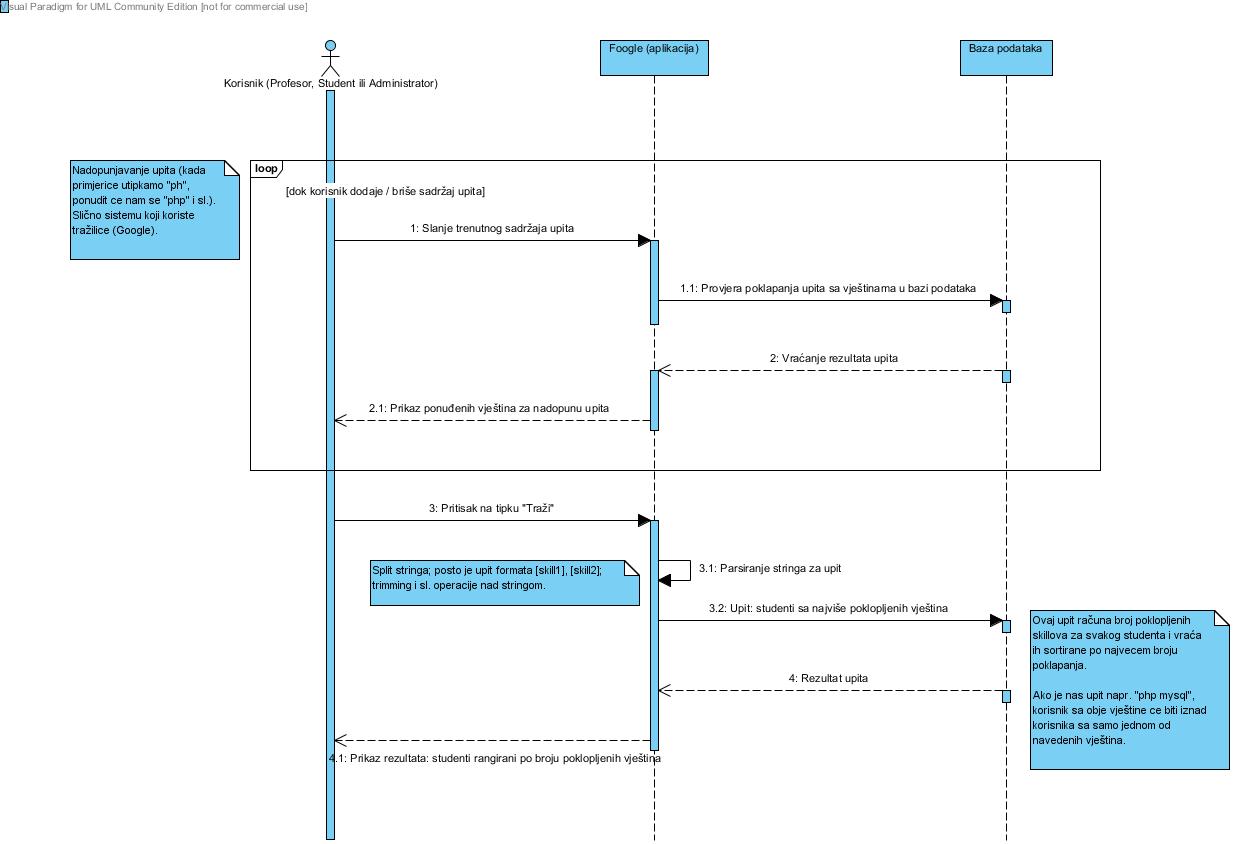 Visual Paradigm for UML Community Edition [not for commercial use]
Foogle (aplikacija)
Baza podataka
Korisnik (Profesor, Student ili Administrator)
Nadopunjavanje upita (kada
primjerice utipkamo "ph",
ponudit ce nam se "php" i sl.).
Slično sistemu koji koriste
tražilice (Google).
loop
[dok korisnik dodaje / briše sadržaj upita]
1: Slanje trenutnog sadržaja upita
1.1: Provjera poklapanja upita sa vještinama u bazi podataka
2: Vraćanje rezultata upita
2.1: Prikaz ponuđenih vještina za nadopunu upita
3: Pritisak na tipku "Traži"
Split stringa; posto je upit formata [skill1], [skill2];
trimming i sl. operacije nad stringom.
3.1: Parsiranje stringa za upit
3.2: Upit: studenti sa najviše poklopljenih vještina
Ovaj upit računa broj poklopljenih
skillova za svakog studenta i vraća
ih sortirane po najvecem broju
poklapanja.
Ako je nas upit napr. "php mysql",
korisnik sa obje vještine ce biti iznad
korisnika sa samo jednom od
navedenih vještina.
4: Rezultat upita
4.1: Prikaz rezultata: studenti rangirani po broju poklopljenih vještina